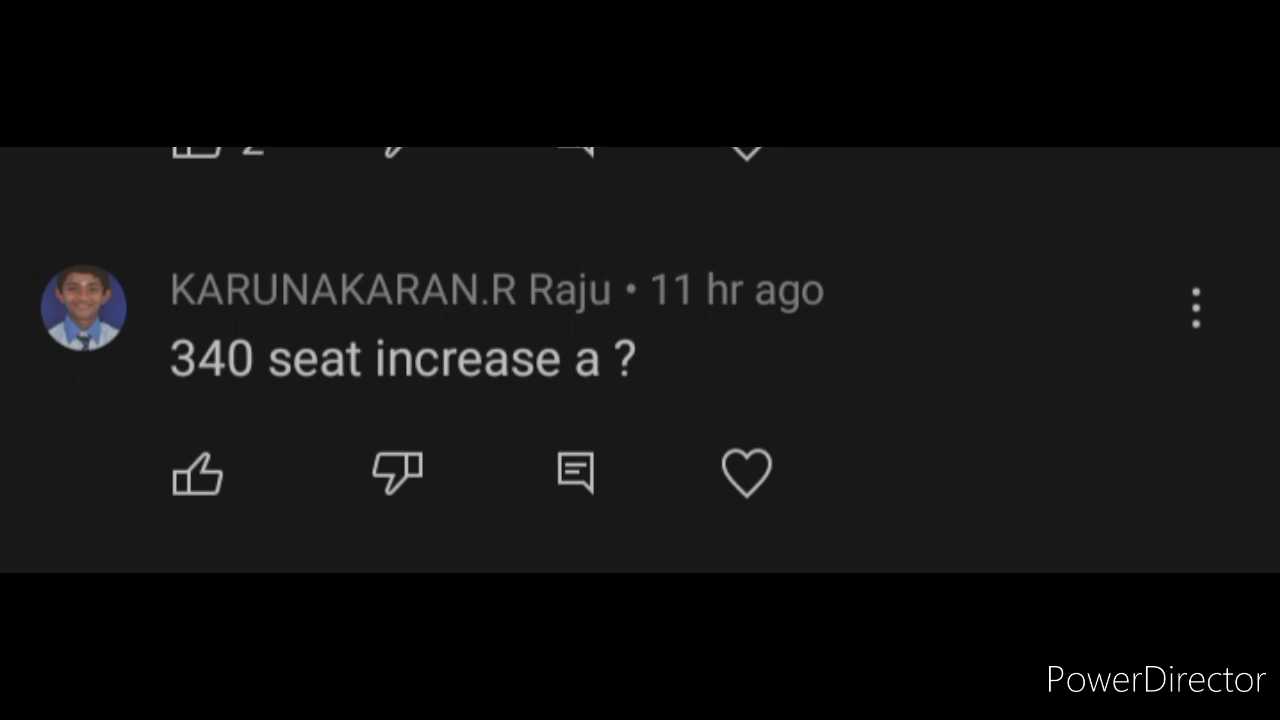 KARUNAKARAN.R Raju • 11 hr ago
340 seat increase a ?
PowerDirector